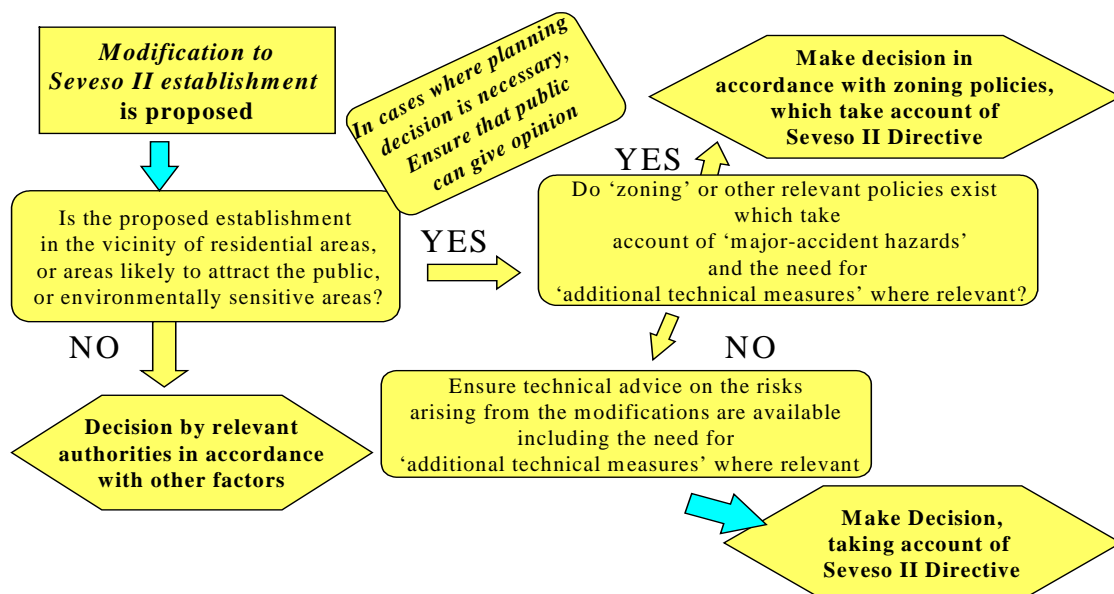 Modification to
Seveso II establishment
is proposed
In cases where planning
decision is necessary,
Ensure that public
can give opinion
Make decision in
accordance with zoning policies,
which take account of
Seveso II Directive
Is the proposed establishment
in the vicinity of residential areas,
or areas likely to attract the public,
or environmentally sensitive areas?
YES
YES
Do ‘zoning’ or other relevant policies exist
which take
account of ‘major-accident hazards’
and the need for
‘additional technical measures’ where relevant?
NO
NO
Decision by relevant
authorities in accordance
with other factors
Ensure technical advice on the risks
arising from the modifications are available
including the need for
‘additional technical measures’ where relevant
Make Decision,
taking account of
Seveso II Directive